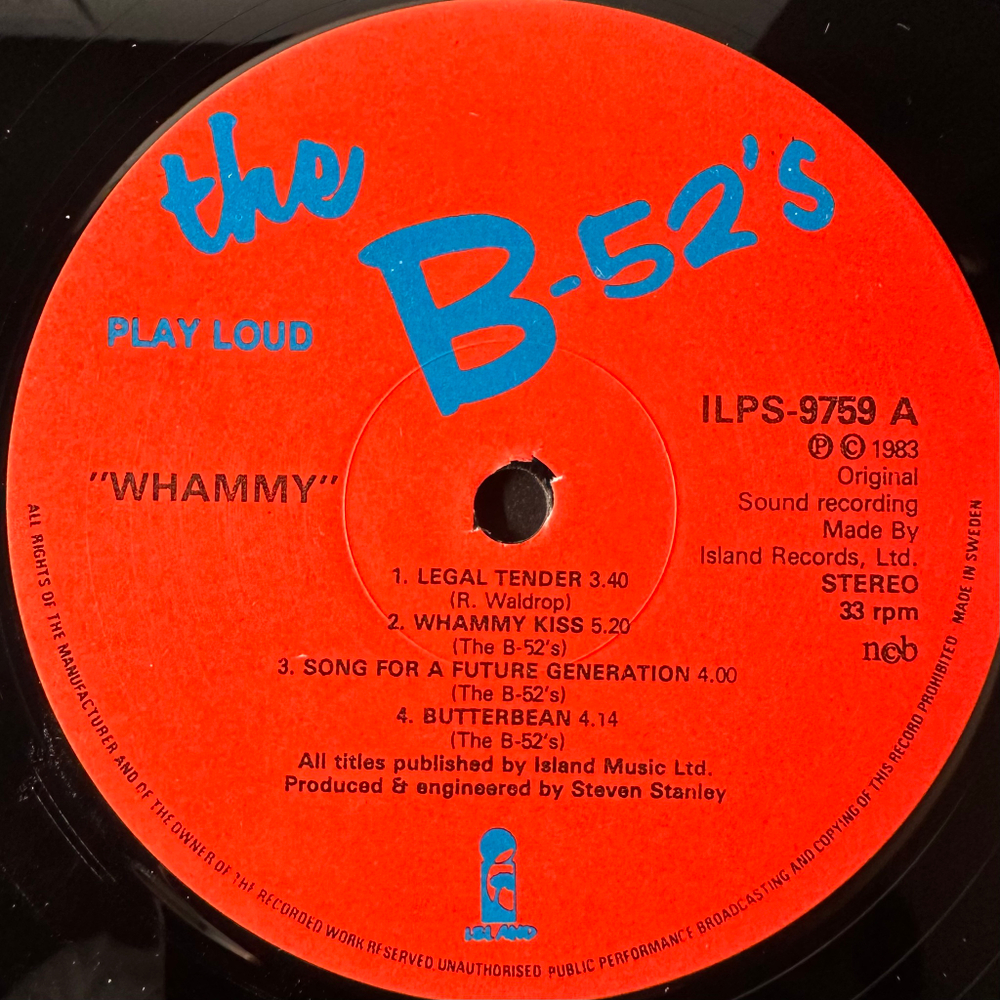 the B-52's
PLAY LOUD
"WHAMMY"
ILPS-9759 A
Ⓟ © 1983
Original
Sound recording
Made By
Island Records, Ltd.
STEREO
33 rpm
ncb
1. LEGAL TENDER 3.40
(R. Waldrop)
2. WHAMMY KISS 5.20
(The B-52's)
3. SONG FOR A FUTURE GENERATION 4.00
(The B-52's)
4. BUTTERBEAN 4.14
(The B-52's)
All titles published by Island Music Ltd.
Produced & engineered by Steven Stanley
ISLAND
ALL RIGHTS OF THE MANUFACTURER AND OF THE OWNER OF THE RECORDED WORK RESERVED. UNAUTHORISED PUBLIC PERFORMANCE BROADCASTING AND COPYING OF THIS RECORD PROHIBITED MADE IN SWEDEN